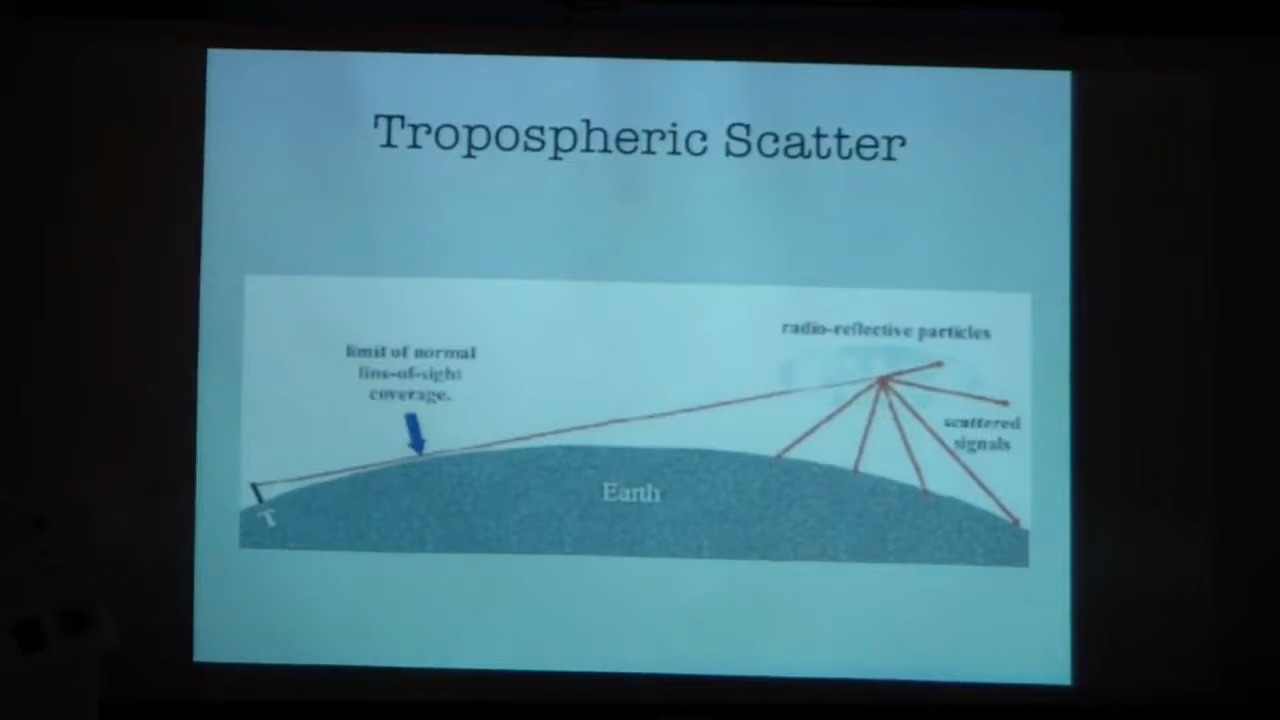 Tropospheric Scatter
radio-reflective particles
limit of normal
line-of-sight
coverage.
scattered
signals
Earth
T